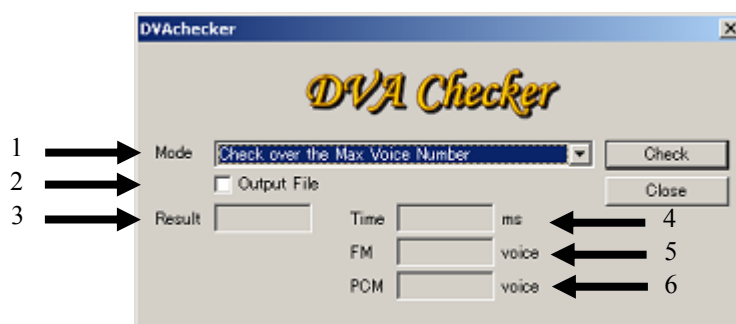 DVAchecker
DVA Checker
1 Mode Check over the Max Voice Number Check
2 Output File Close
3 Result Time ms 4
FM voice 5
PCM voice 6